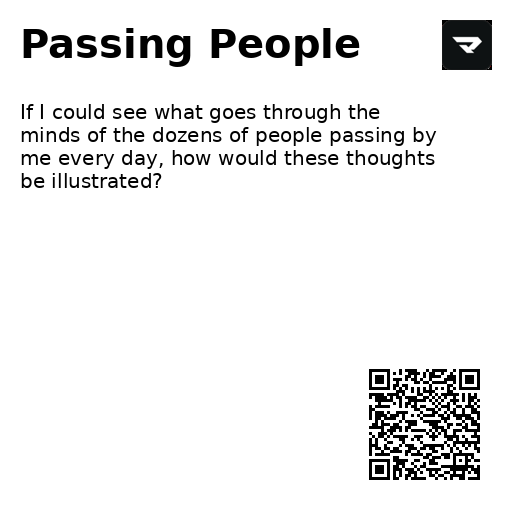 Passing People
If I could see what goes through the
minds of the dozens of people passing by
me every day, how would these thoughts
be illustrated?